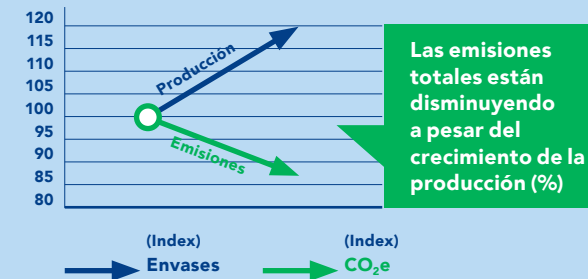 120
115
110
105
100
95
90
85
80
Producción
Emisiones
Las emisiones
totales están
disminuyendo
a pesar del
crecimiento de la
producción (%)
(Index)
Envases
(Index)
CO₂e